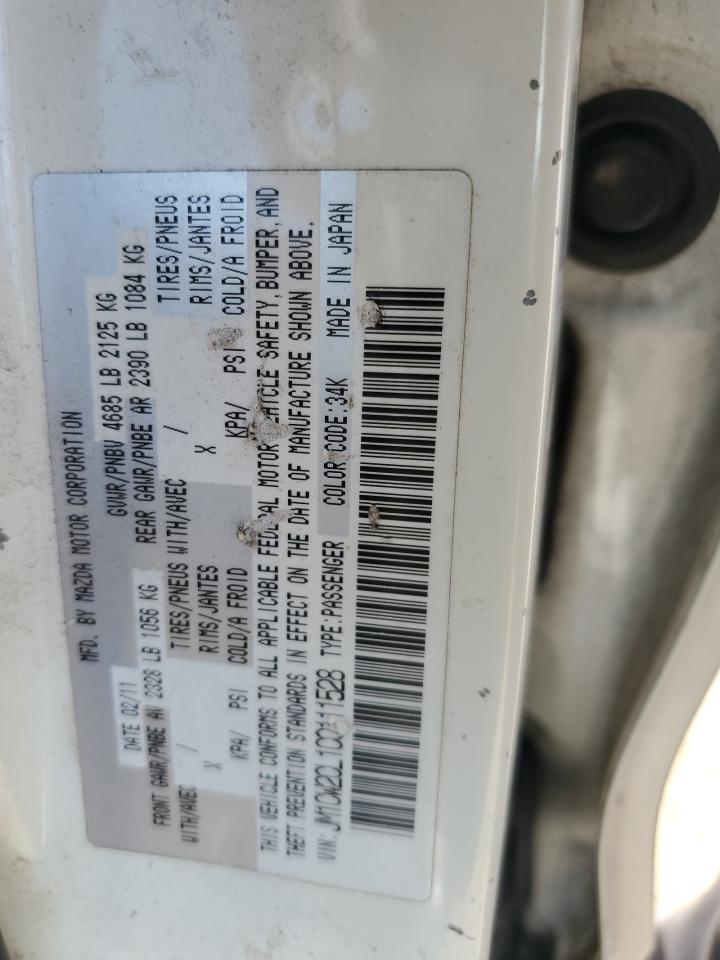 MFD. BY MAZDA MOTOR CORPORATION
DATE 02/11 GVWR/PNBV 4685 LB 2125 KG
FRONT GAWR/PNBE AV 2328 LB 1056 KG REAR GAWR/PNBE AR 2390 LB 1084 KG
WITH/AVEC / TIRES/PNEUS WITH/AVEC / TIRES/PNEUS
X RIMS/JANTES X RIMS/JANTES
KPA/ PSI COLD/A FROID KPA/ PSI COLD/A FROID
THIS VEHICLE CONFORMS TO ALL APPLICABLE FEDERAL MOTOR VEHICLE SAFETY, BUMPER, AND
THEFT PREVENTION STANDARDS IN EFFECT ON THE DATE OF MANUFACTURE SHOWN ABOVE.
VIN: TYPE:PASSENGER COLOR CODE:34K MADE IN JAPAN